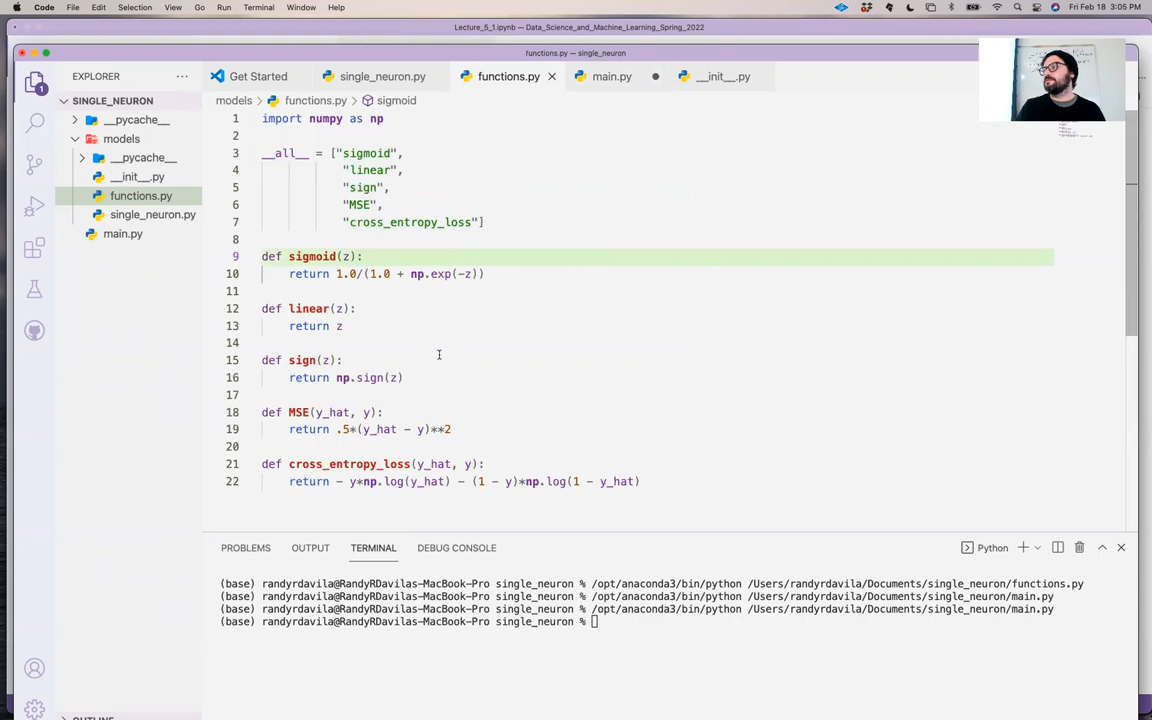 Code File Edit Selection View Go Run Terminal Window Help Fri Feb 18 3:05 PM
Lecture_5_1.ipynb — Data_Science_and_Machine_Learning_Spring_2022
functions.py — single_neuron
EXPLORER
Get Started single_neuron.py functions.py main.py __init__.py
SINGLE_NEURON
models > functions.py > sigmoid
__pycache__
models
__pycache__
__init__.py
functions.py
single_neuron.py
main.py
1
1 import numpy as np
2
3 __all__ = ["sigmoid",
4 "linear",
5 "sign",
6 "MSE",
7 "cross_entropy_loss"]
8
9 def sigmoid(z):
10 return 1.0/(1.0 + np.exp(-z))
11
12 def linear(z):
13 return z
14
15 def sign(z):
16 return np.sign(z)
17
18 def MSE(y_hat, y):
19 return .5*(y_hat - y)**2
20
21 def cross_entropy_loss(y_hat, y):
22 return - y*np.log(y_hat) - (1 - y)*np.log(1 - y_hat)
PROBLEMS OUTPUT TERMINAL DEBUG CONSOLE Python
(base) randyrdavila@RandyRDavilas-MacBook-Pro single_neuron % /opt/anaconda3/bin/python /Users/randyrdavila/Documents/single_neuron/functions.py
(base) randyrdavila@RandyRDavilas-MacBook-Pro single_neuron % /opt/anaconda3/bin/python /Users/randyrdavila/Documents/single_neuron/main.py
(base) randyrdavila@RandyRDavilas-MacBook-Pro single_neuron % /opt/anaconda3/bin/python /Users/randyrdavila/Documents/single_neuron/main.py
(base) randyrdavila@RandyRDavilas-MacBook-Pro single_neuron %
OUTLINE